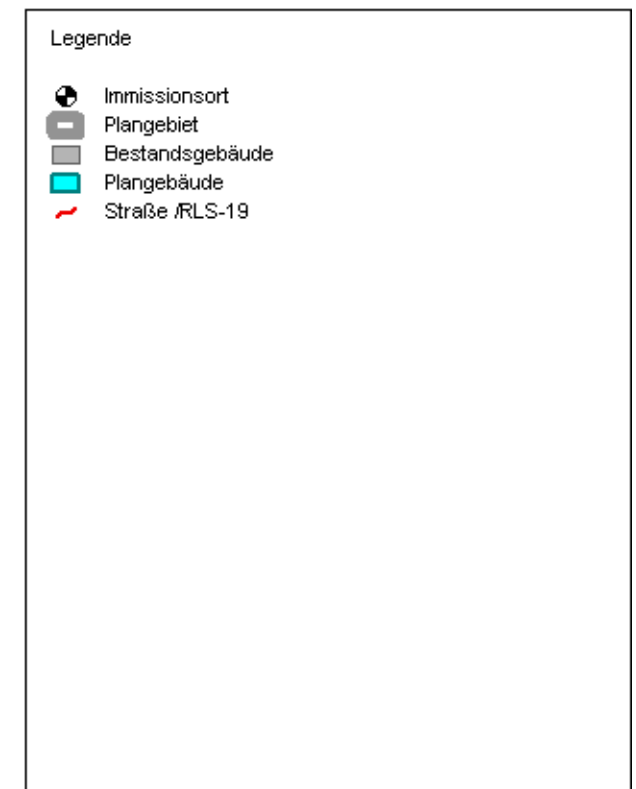 Legende
Immissionsort
Plangebiet
Bestandsgebäude
Plangebäude
Straße /RLS-19